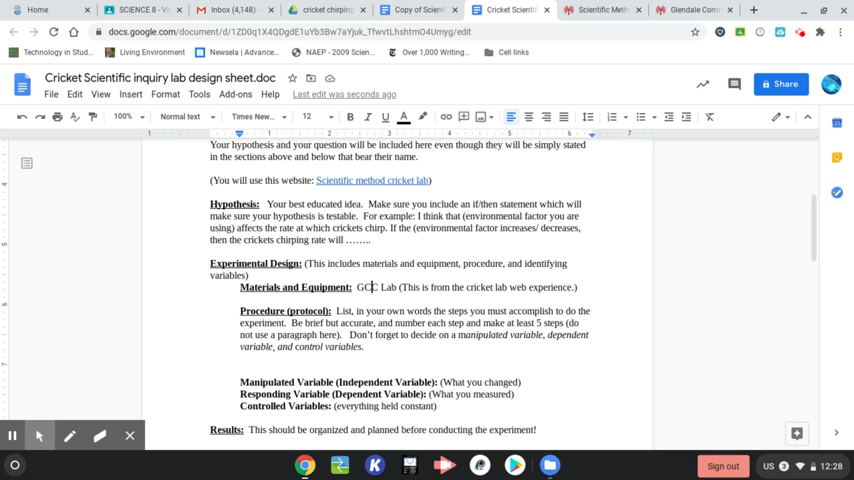 Home
SCIENCE 8 - V
Inbox (4,148)
cricket chirping
Copy of Scient
Cricket Scientif
Scientific Meth
Glendale Com
docs.google.com/document/d/1ZD0q1X4QDgdE1uYb3Bw7aYjuk_TfwvtLhshtmO4Umyg/edit
Technology in Stud...
Living Environment
Newsela | Advance...
NAEP - 2009 Scien...
Over 1,000 Writing...
Cell links
Cricket Scientific inquiry lab design sheet.doc
File Edit View Insert Format Tools Add-ons Help Last edit was seconds ago
Share
100% Normal text Times New... 12
Your hypothesis and your question will be included here even though they will be simply stated
in the sections above and below that bear their name.
(You will use this website: Scientific method cricket lab)
Hypothesis: Your best educated idea. Make sure you include an if/then statement which will
make sure your hypothesis is testable. For example: I think that (environmental factor you are
using) affects the rate at which crickets chirp. If the (environmental factor increases/ decreases,
then the crickets chirping rate will ……..
Experimental Design: (This includes materials and equipment, procedure, and identifying
variables)
Materials and Equipment: GCC Lab (This is from the cricket lab web experience.)
Procedure (protocol): List, in your own words the steps you must accomplish to do the
experiment. Be brief but accurate, and number each step and make at least 5 steps (do
not use a paragraph here). Don’t forget to decide on a manipulated variable, dependent
variable, and control variables.
Manipulated Variable (Independent Variable): (What you changed)
Responding Variable (Dependent Variable): (What you measured)
Controlled Variables: (everything held constant)
Results: This should be organized and planned before conducting the experiment!
Sign out
US 3 12:28